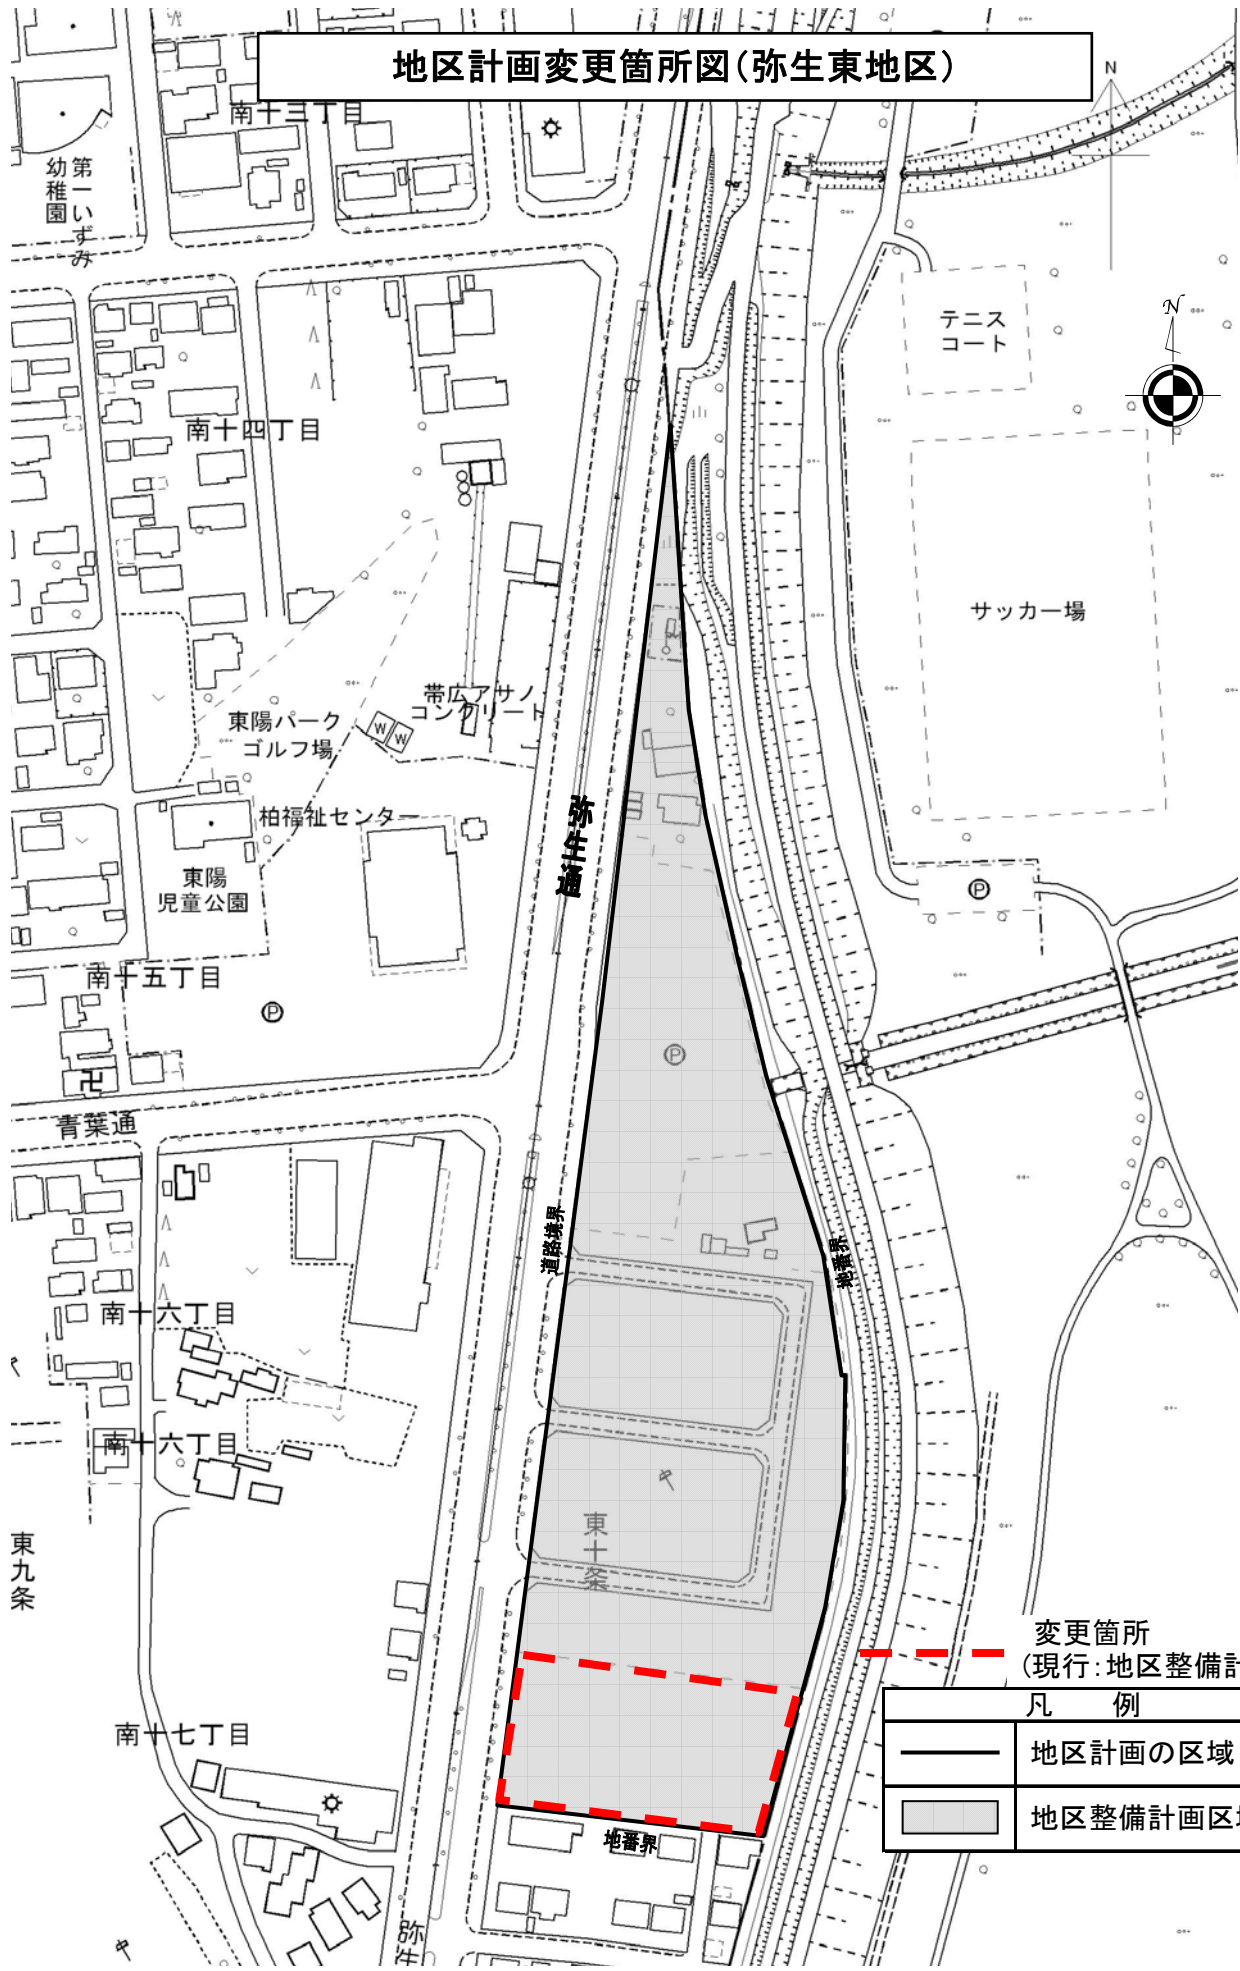 地区計画変更箇所図(弥生東地区)
N
南十三丁目
第一いずみ
幼稚園
N
テニス
コート
南十四丁目
サッカー場
帯広アサノ
コンクリート
東陽パーク
ゴルフ場
W
W
弥生通
柏福祉センター
東陽
児童公園
P
南十五丁目
P
P
青葉通
道路境界
地番界
南十六丁目
南十六丁目
東十条
東九条
変更箇所
(現行:地区整備計
凡 例
地区計画の区域
地区整備計画区
南十七丁目
地番界
弥生